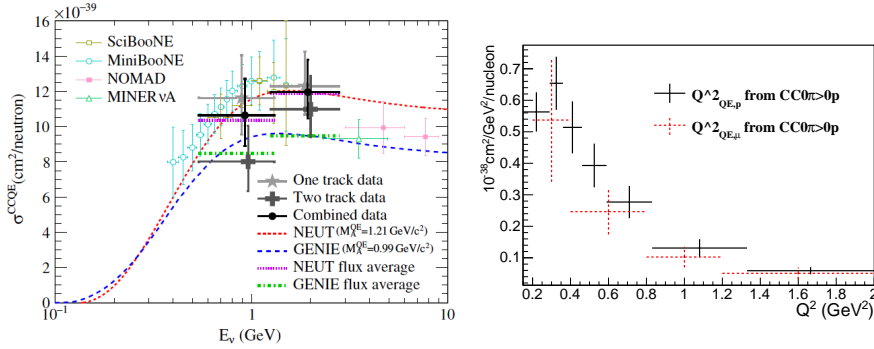 ×10⁻³⁹
16
14
12
10
8
6
4
2
0
σ^CCQE (cm²/neutron)
SciBooNE
MiniBooNE
NOMAD
MINERνA
One track data
Two track data
Combined data
NEUT (M_A^QE=1.21 GeV/c²)
GENIE (M_A^QE=0.99 GeV/c²)
NEUT flux average
GENIE flux average
10⁻¹ 1 10
E_ν (GeV)
10⁻³⁸cm²/GeV²/nucleon
0.7
0.6
0.5
0.4
0.3
0.2
0.1
Q^2_QE,p from CC0π>0p
Q^2_QE,μ from CC0π>0p
0.2 0.4 0.6 0.8 1 1.2 1.4 1.6 1.8 2
Q² (GeV²)